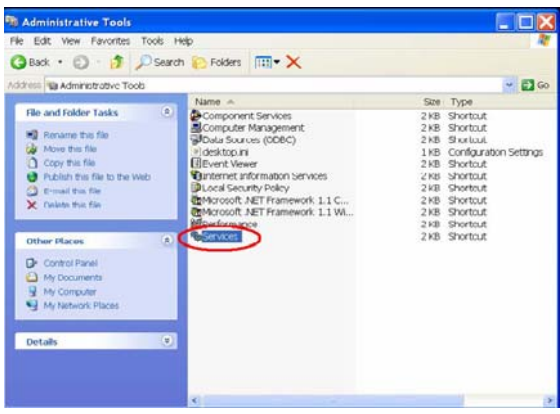 Administrative Tools
File Edit View Favorites Tools Help
Back Search Folders
Address Administrative Tools Go
Name Size Type
File and Folder Tasks
Rename this file
Move this file
Copy this file
Publish this file to the Web
E-mail this file
Delete this file
Other Places
Control Panel
My Documents
My Computer
My Network Places
Details
Component Services 2 KB Shortcut
Computer Management 2 KB Shortcut
Data Sources (ODBC) 2 KB Shortcut
desktop.ini 1 KB Configuration Settings
Event Viewer 2 KB Shortcut
Internet Information Services 2 KB Shortcut
Local Security Policy 2 KB Shortcut
Microsoft .NET Framework 1.1 C... 2 KB Shortcut
Microsoft .NET Framework 1.1 Wi... 2 KB Shortcut
Performance 2 KB Shortcut
Services 2 KB Shortcut